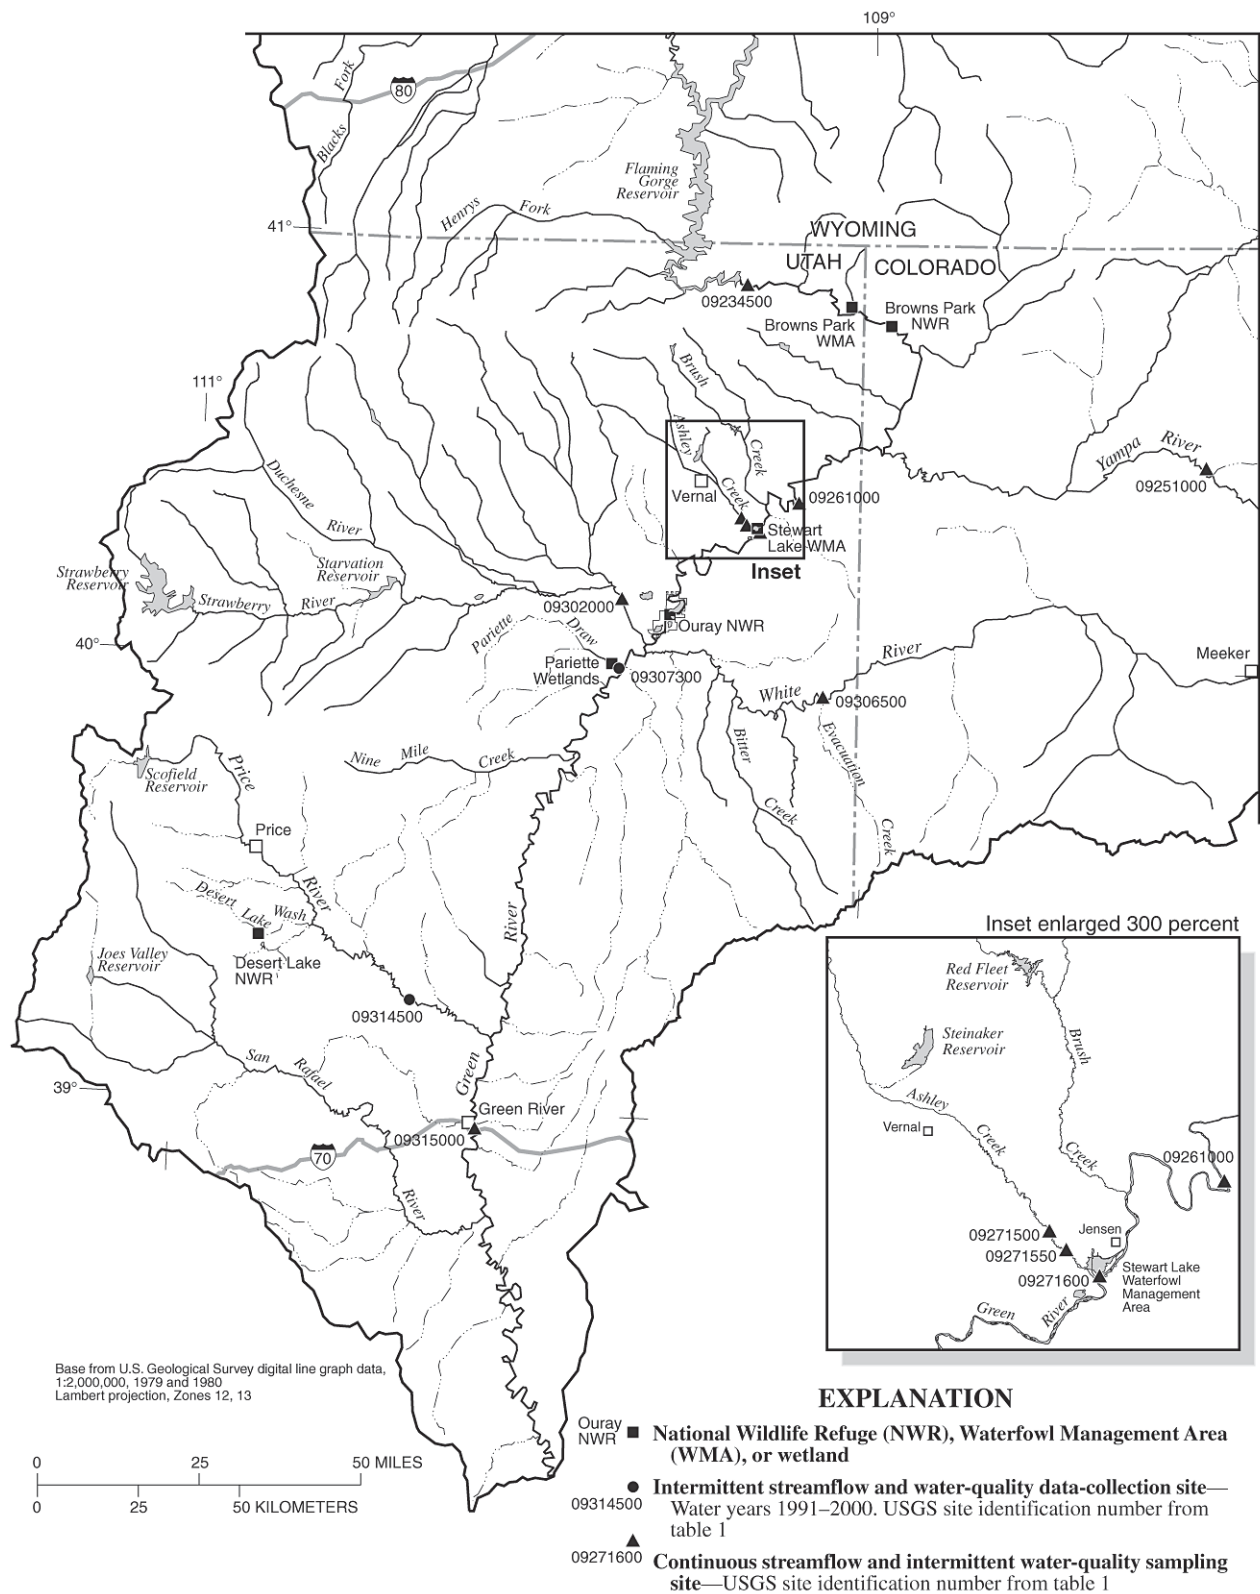 109°
Fork
80
Blacks
Flaming
Gorge
Reservoir
Henrys
Fork
41°
WYOMING
UTAH
COLORADO
09234500
Browns Park
WMA
Browns Park
NWR
111°
Brush
Creek
Ashley
Creek
Vernal
Yampa
River
09251000
09261000
Stewart
Lake WMA
Inset
Duchesne
River
Strawberry
Reservoir
Starvation
Reservoir
Strawberry
River
09302000
Pariette
Draw
Ouray NWR
40°
Pariette
Wetlands
09307300
River
Meeker
White
09306500
Bitter
Creek
Evacuation
Creek
Nine
Mile
Creek
Scofield
Reservoir
Price
Price
River
Desert
Lake
Wash
Desert Lake
NWR
Joes Valley
Reservoir
River
09314500
San
Rafael
Green
39°
Green River
09315000
70
River
Inset enlarged 300 percent
Red Fleet
Reservoir
Steinaker
Reservoir
Brush
Ashley
Vernal
Creek
Creek
09261000
09271500
Jensen
09271550
09271600
Stewart Lake
Waterfowl
Management
Area
Green
River
Base from U.S. Geological Survey digital line graph data,
1:2,000,000, 1979 and 1980
Lambert projection, Zones 12, 13
0 25 50 MILES
0 25 50 KILOMETERS
EXPLANATION
Ouray
NWR
National Wildlife Refuge (NWR), Waterfowl Management Area
(WMA), or wetland
09314500
Intermittent streamflow and water-quality data-collection site—
Water years 1991–2000. USGS site identification number from
table 1
09271600
Continuous streamflow and intermittent water-quality sampling
site—USGS site identification number from table 1